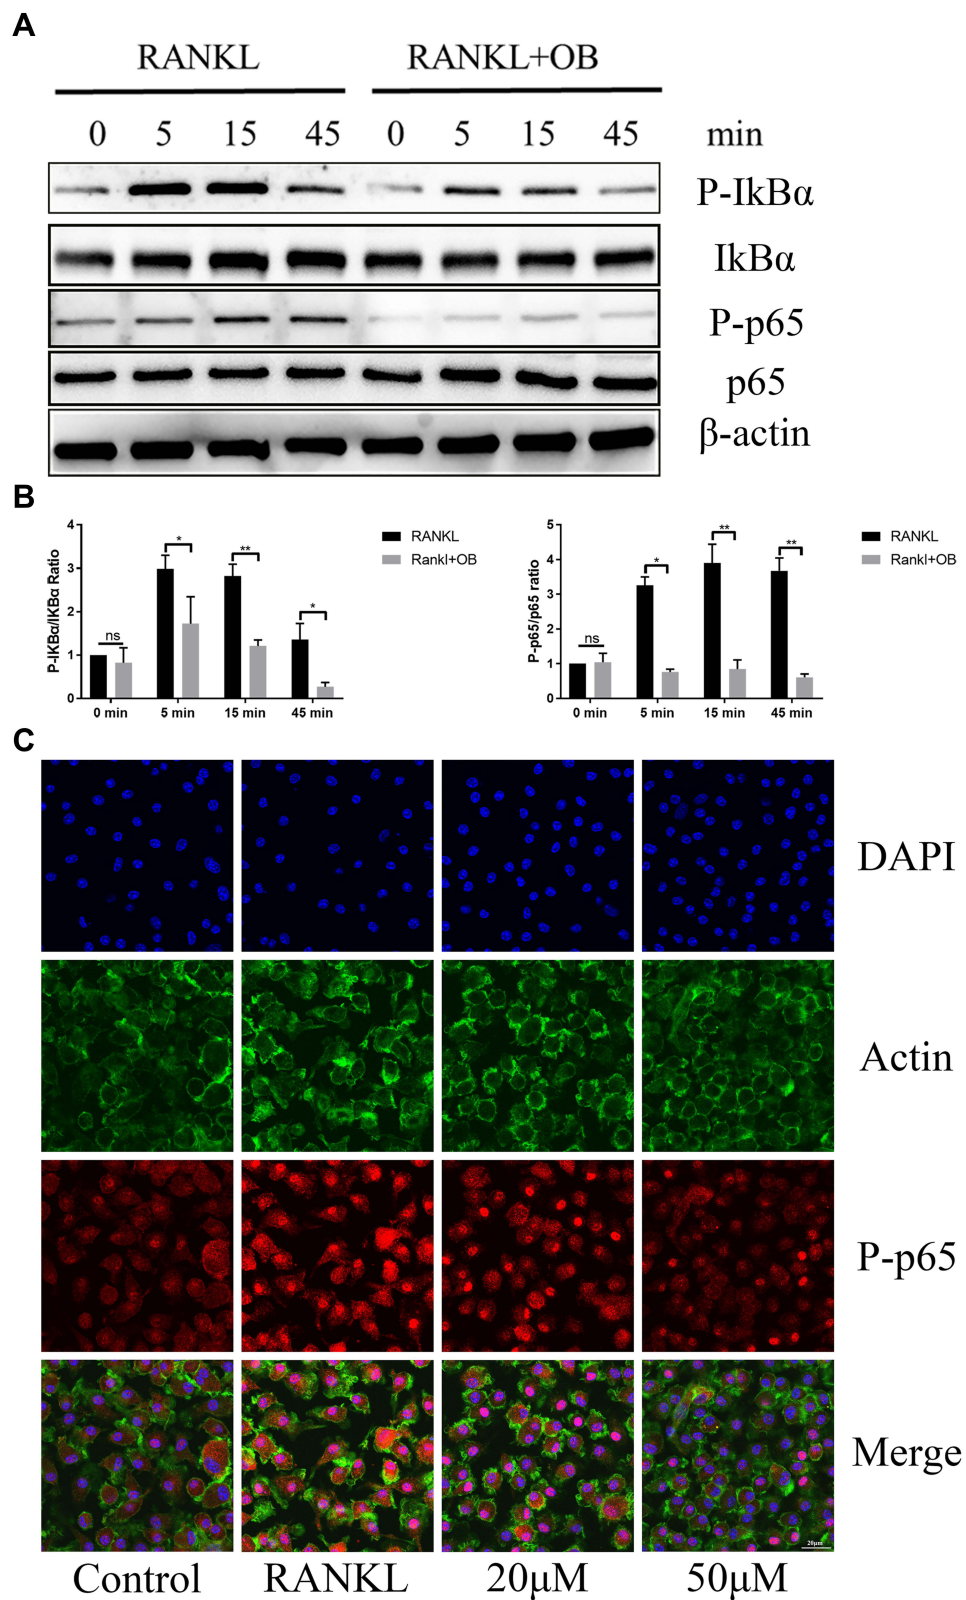 A
RANKL RANKL+OB
0 5 15 45 0 5 15 45 min
P-IkBα
IkBα
P-p65
p65
β-actin
B
P-IKBα/IKBα Ratio
4
3
2
1
0
ns * ** *
0 min 5 min 15 min 45 min
RANKL
Rankl+OB
P-p65/p65 ratio
5
4
3
2
1
0
ns * ** **
0 min 5 min 15 min 45 min
RANKL
Rankl+OB
C
DAPI
Actin
P-p65
Merge
20μm
Control RANKL 20μM 50μM